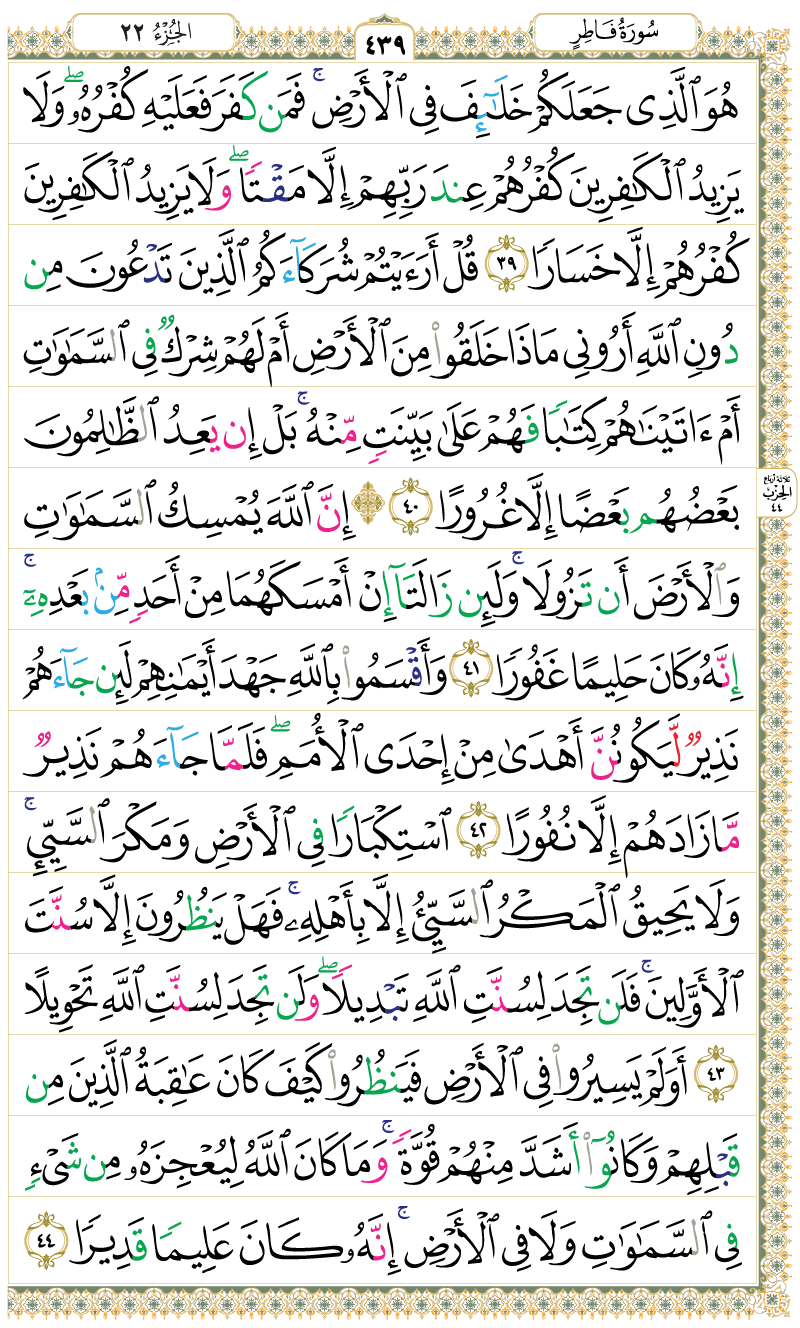 سُورَةُ فَاطِرٍ
٤٣٩
الجُزْءُ ٢٢
هُوَ ٱلَّذِى جَعَلَكُمْ خَلَٰٓئِفَ فِى ٱلْأَرْضِ ۚ فَمَن كَفَرَ فَعَلَيْهِ كُفْرُهُۥ ۖ وَلَا
يَزِيدُ ٱلْكَٰفِرِينَ كُفْرُهُمْ عِندَ رَبِّهِمْ إِلَّا مَقْتًا ۖ وَلَا يَزِيدُ ٱلْكَٰفِرِينَ
كُفْرُهُمْ إِلَّا خَسَارًا ٣٩ قُلْ أَرَءَيْتُمْ شُرَكَآءَكُمُ ٱلَّذِينَ تَدْعُونَ مِن
دُونِ ٱللَّهِ أَرُونِى مَاذَا خَلَقُوا۟ مِنَ ٱلْأَرْضِ أَمْ لَهُمْ شِرْكٌ فِى ٱلسَّمَٰوَٰتِ
أَمْ ءَاتَيْنَٰهُمْ كِتَٰبًا فَهُمْ عَلَىٰ بَيِّنَتٍ مِّنْهُ ۚ بَلْ إِن يَعِدُ ٱلظَّٰلِمُونَ
بَعْضُهُم بَعْضًا إِلَّا غُرُورًا ٤٠ ۞ إِنَّ ٱللَّهَ يُمْسِكُ ٱلسَّمَٰوَٰتِ
ثلاثة أرباع
الحزب
٤٤
وَٱلْأَرْضَ أَن تَزُولَا ۚ وَلَئِن زَالَتَآ إِنْ أَمْسَكَهُمَا مِنْ أَحَدٍ مِّنۢ بَعْدِهِۦٓ ۚ
إِنَّهُۥ كَانَ حَلِيمًا غَفُورًا ٤١ وَأَقْسَمُوا۟ بِٱللَّهِ جَهْدَ أَيْمَٰنِهِمْ لَئِن جَآءَهُمْ
نَذِيرٌ لَّيَكُونُنَّ أَهْدَىٰ مِنْ إِحْدَى ٱلْأُمَمِ ۖ فَلَمَّا جَآءَهُمْ نَذِيرٌ
مَّا زَادَهُمْ إِلَّا نُفُورًا ٤٢ ٱسْتِكْبَارًا فِى ٱلْأَرْضِ وَمَكْرَ ٱلسَّيِّئِ ۚ
وَلَا يَحِيقُ ٱلْمَكْرُ ٱلسَّيِّئُ إِلَّا بِأَهْلِهِۦ ۚ فَهَلْ يَنظُرُونَ إِلَّا سُنَّتَ
ٱلْأَوَّلِينَ ۚ فَلَن تَجِدَ لِسُنَّتِ ٱللَّهِ تَبْدِيلًا ۖ وَلَن تَجِدَ لِسُنَّتِ ٱللَّهِ تَحْوِيلًا
٤٣ أَوَلَمْ يَسِيرُوا۟ فِى ٱلْأَرْضِ فَيَنظُرُوا۟ كَيْفَ كَانَ عَٰقِبَةُ ٱلَّذِينَ مِن
قَبْلِهِمْ وَكَانُوٓا۟ أَشَدَّ مِنْهُمْ قُوَّةً ۚ وَمَا كَانَ ٱللَّهُ لِيُعْجِزَهُۥ مِن شَىْءٍ
فِى ٱلسَّمَٰوَٰتِ وَلَا فِى ٱلْأَرْضِ ۚ إِنَّهُۥ كَانَ عَلِيمًا قَدِيرًا ٤٤